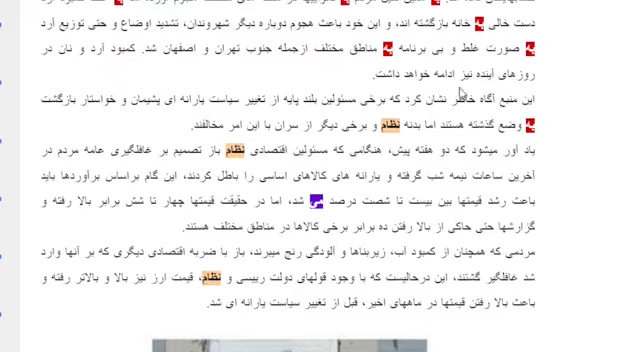 دست خالی به خانه بازگشته اند، و این خود باعث هجوم دوباره دیگر شهروندان، تشدید اوضاع و حتی توزیع آرد
به صورت غلط و بی برنامه به مناطق مختلف ازجمله جنوب تهران و اصفهان شد. کمبود آرد و نان در
روزهای آینده نیز ادامه خواهد داشت.
این منبع آگاه خاطر نشان کرد که برخی مسئولین بلند پایه از تغییر سیاست یارانه ای پشیمان و خواستار بازگشت
به وضع گذشته هستند اما بدنه نظام و برخی دیگر از سران با این امر مخالفند.
یاد آور میشود که دو هفته پیش، هنگامی که مسئولین اقتصادی نظام باز تصمیم بر غافلگیری عامه مردم در
آخرین ساعات نیمه شب گرفته و یارانه های کالاهای اساسی را باطل کردند، این گام براساس برآوردها باید
باعث رشد قیمتها بین بیست تا شصت درصد می شد، اما در حقیقت قیمتها چهار تا شش برابر بالا رفته و
گزارشها حتی حاکی از بالا رفتن ده برابر برخی کالاها در مناطق مختلف هستند.
مردمی که همچنان از کمبود آب، زیربناها و آلودگی رنج میبرند، باز با ضربه اقتصادی دیگری که بر آنها وارد
شد غافلگیر گشتند، این درحالیست که با وجود قولهای دولت رییسی و نظام، قیمت ارز نیز بالا و بالاتر رفته و
باعث بالا رفتن قیمتها در ماههای اخیر، قبل از تغییر سیاست یارانه ای شد.